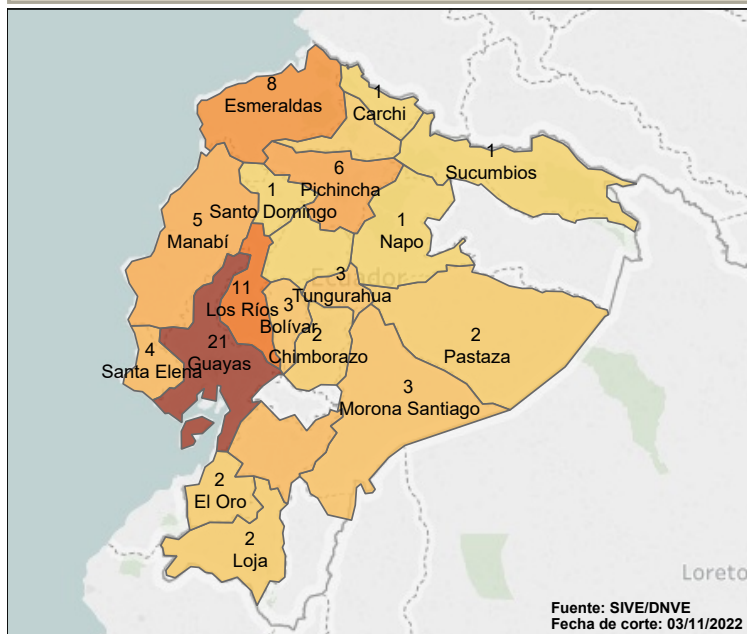 8
Esmeraldas
1
Carchi
1
Sucumbios
6
Pichincha
1
Santo Domingo
1
Napo
5
Manabí
Ecuador
3
Tungurahua
11
Los Ríos
3
Bolívar
2
Chimborazo
2
Pastaza
21
Guayas
4
Santa Elena
3
Morona Santiago
2
El Oro
2
Loja
Loreto
Fuente: SIVE/DNVE
Fecha de corte: 03/11/2022